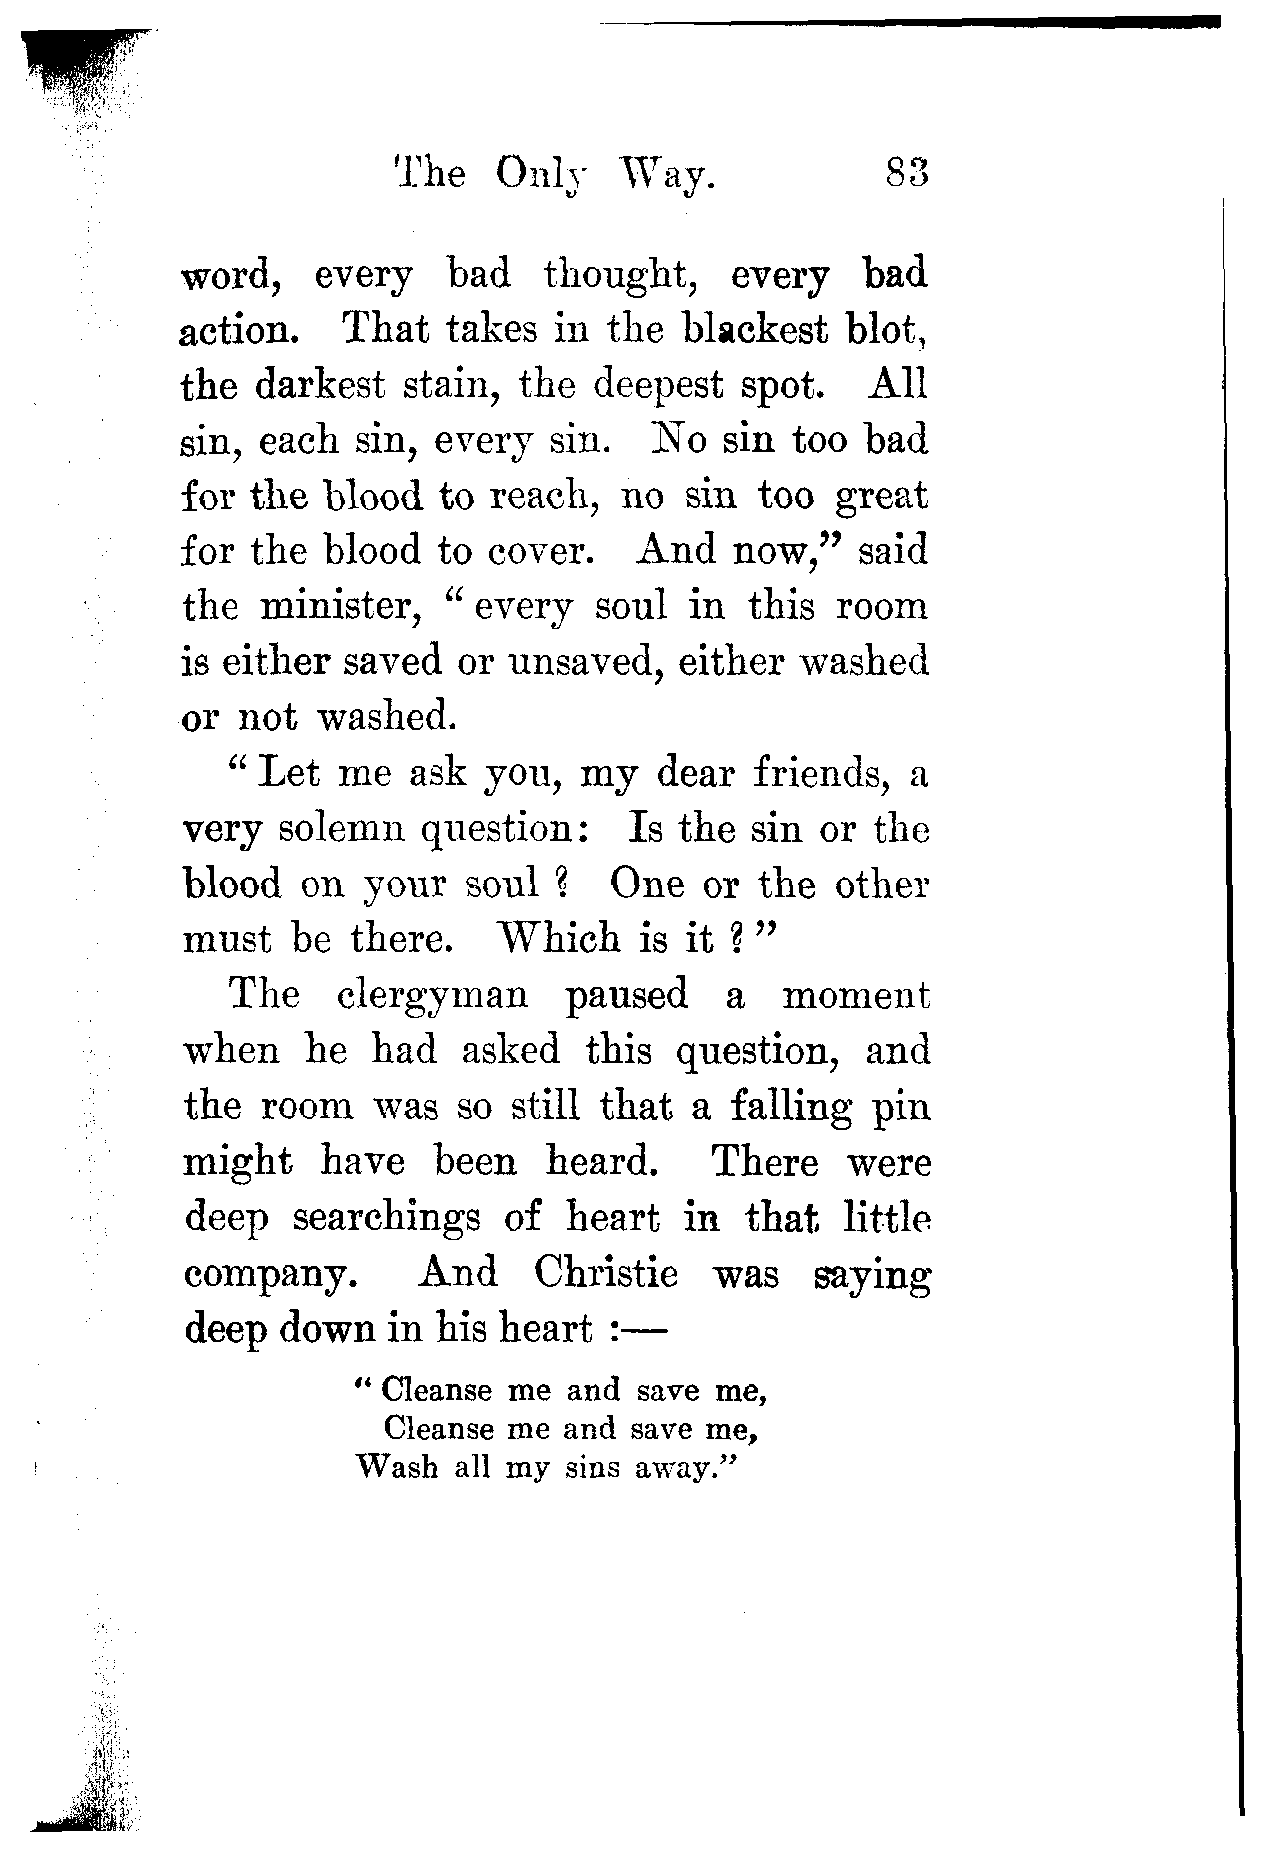 The Only Way. 83
word, every bad thought, every bad
action. That takes in the blackest blot,
the darkest stain, the deepest spot. All
sin, each sin, every sin. No sin too bad
for the blood to reach, no sin too great
for the blood to cover. And now,” said
the minister, “ every soul in this room
is either saved or unsaved, either washed
or not washed.
“ Let me ask you, my dear friends, a
very solemn question: Is the sin or the
blood on your soul ? One or the other
must be there. Which is it ? ”
The clergyman paused a moment
when he had asked this question, and
the room was so still that a falling pin
might have been heard. There were
deep searchings of heart in that little
company. And Christie was saying
deep down in his heart :—
“ Cleanse me and save me,
Cleanse me and save me,
Wash all my sins away.”